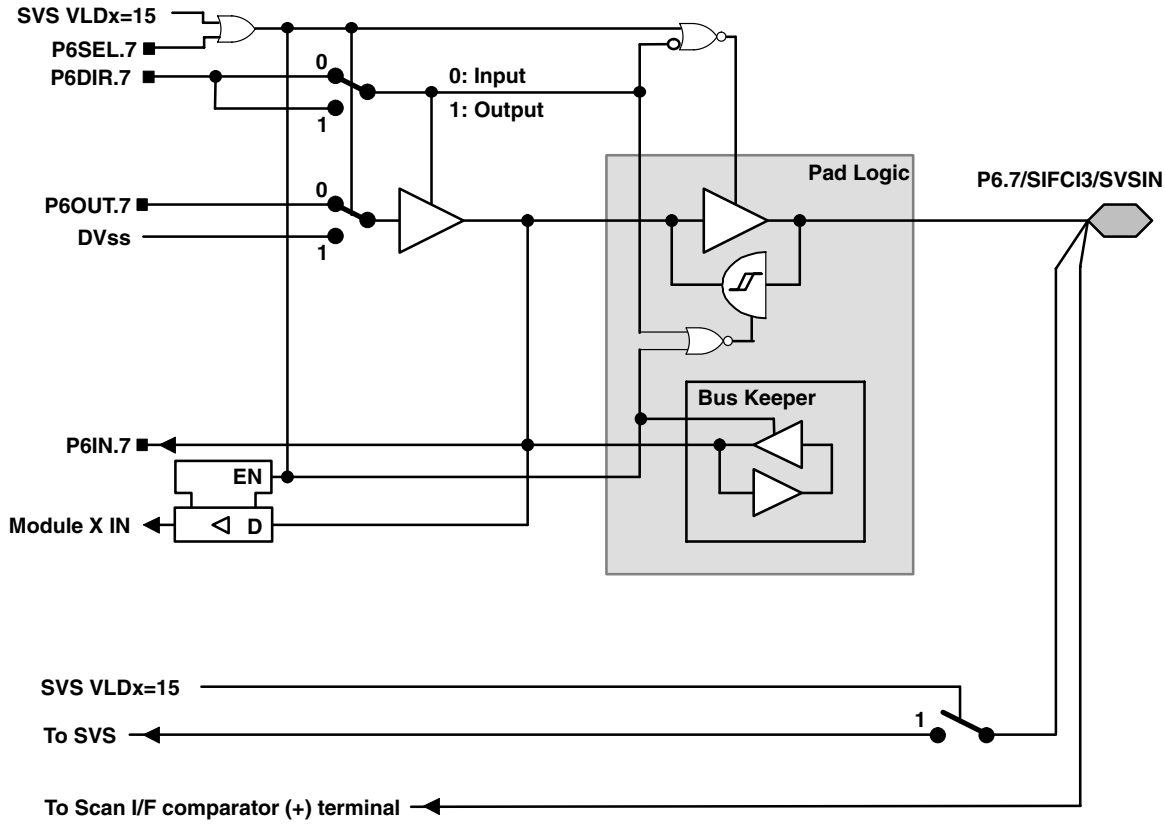 SVS VLDx=15
P6SEL.7
P6DIR.7
0
1
0: Input
1: Output
Pad Logic
P6.7/SIFCI3/SVSIN
P6OUT.7
0
DVss
1
Bus Keeper
P6IN.7
EN
Module X IN
D
SVS VLDx=15
1
To SVS
To Scan I/F comparator (+) terminal